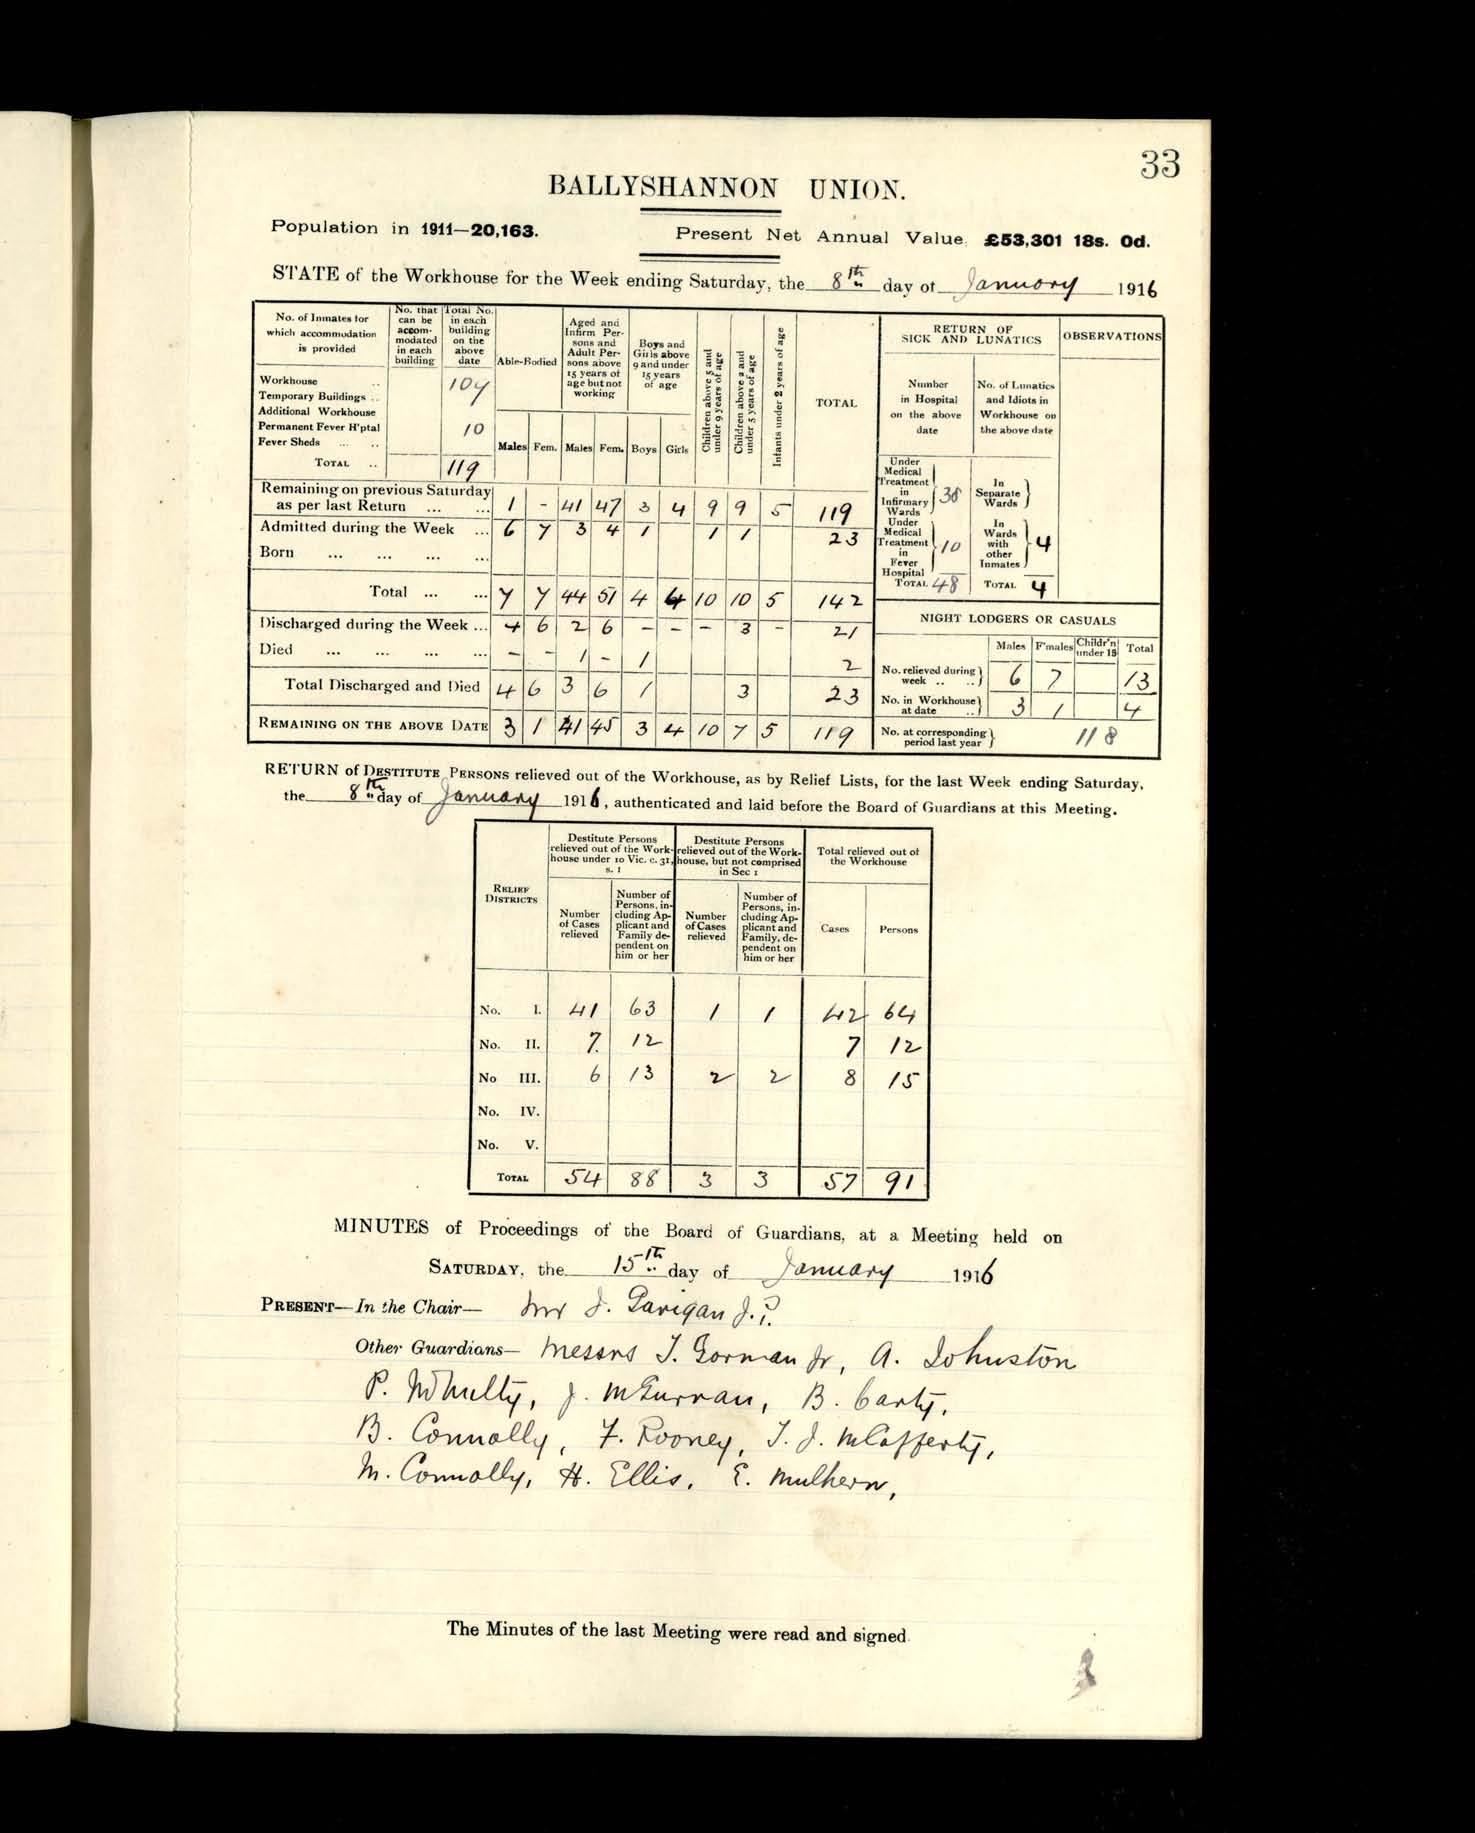 33
BALLYSHANNON UNION.
Population in 1911—20,163. Present Net Annual Value £53,301 18s. 0d.
STATE of the Workhouse for the Week ending Saturday, the 8th day of January 1916
No. of Inmates for which accommodation is provided | No. that can be accommodated in each building | Total No. in each building on the above date | Able-Bodied | Aged and Infirm Persons and Adult Persons above 15 years of age but not working | Boys and Girls above 9 and under 15 years of age | Children above 5 and under 9 years of age | Children above 2 and under 5 years of age | Infants under 2 years of age | TOTAL | RETURN OF SICK AND LUNATICS | OBSERVATIONS
Males Fem. Males Fem. Boys Girls
Workhouse .. 109
Temporary Buildings ..
Additional Workhouse
Permanent Fever H'ptal 10
Fever Sheds ... ..
TOTAL .. 119
Remaining on previous Saturday as per last Return ... ... 1 - 41 47 3 4 9 9 5 119
Admitted during the Week ... 6 7 3 4 1 1 1 23
Born ... ... ... ...
Total ... ... 7 7 44 51 4 4 10 10 5 142
Discharged during the Week ... 4 6 2 6 - - - 3 - 21
Died ... ... ... ... - - 1 - 1 2
Total Discharged and Died 4 6 3 6 1 3 23
REMAINING ON THE ABOVE DATE 3 1 41 45 3 4 10 7 5 119
Number in Hospital on the above date | No. of Lunatics and Idiots in Workhouse on the above date
Under Medical Treatment in Infirmary Wards 38 | In Separate Wards
Under Medical Treatment in Fever Hospital 10 | In Wards with other Inmates 4
TOTAL 48 | TOTAL 4
NIGHT LODGERS OR CASUALS
Males F'males Childr'n under 15 Total
No. relieved during week .. .. 6 7 13
No. in Workhouse at date .. 3 1 4
No. at corresponding period last year 118
RETURN of DESTITUTE PERSONS relieved out of the Workhouse, as by Relief Lists, for the last Week ending Saturday,
the 8th day of January 1916, authenticated and laid before the Board of Guardians at this Meeting.
RELIEF DISTRICTS | Destitute Persons relieved out of the Workhouse under 10 Vic. c. 31, s. 1 | Destitute Persons relieved out of the Workhouse, but not comprised in Sec 1 | Total relieved out of the Workhouse
Number of Cases relieved | Number of Persons, including Applicant and Family dependent on him or her | Number of Cases relieved | Number of Persons, including Applicant and Family, dependent on him or her | Cases | Persons
No. I. 41 63 1 1 42 64
No. II. 7 12 7 12
No III. 6 13 2 2 8 15
No. IV.
No. V.
TOTAL 54 88 3 3 57 91
MINUTES of Proceedings of the Board of Guardians, at a Meeting held on
SATURDAY, the 15th day of January 1916
PRESENT—In the Chair— Mr J. Gavigan J.P.
Other Guardians— Messrs T. Gorman Jr, A. Johnston
P. McNulty, J. McGurran, B. Carty,
B. Connolly, F. Rooney, T. J. McCafferty,
M. Connolly, H. Ellis, E. Mulhern,
The Minutes of the last Meeting were read and signed.